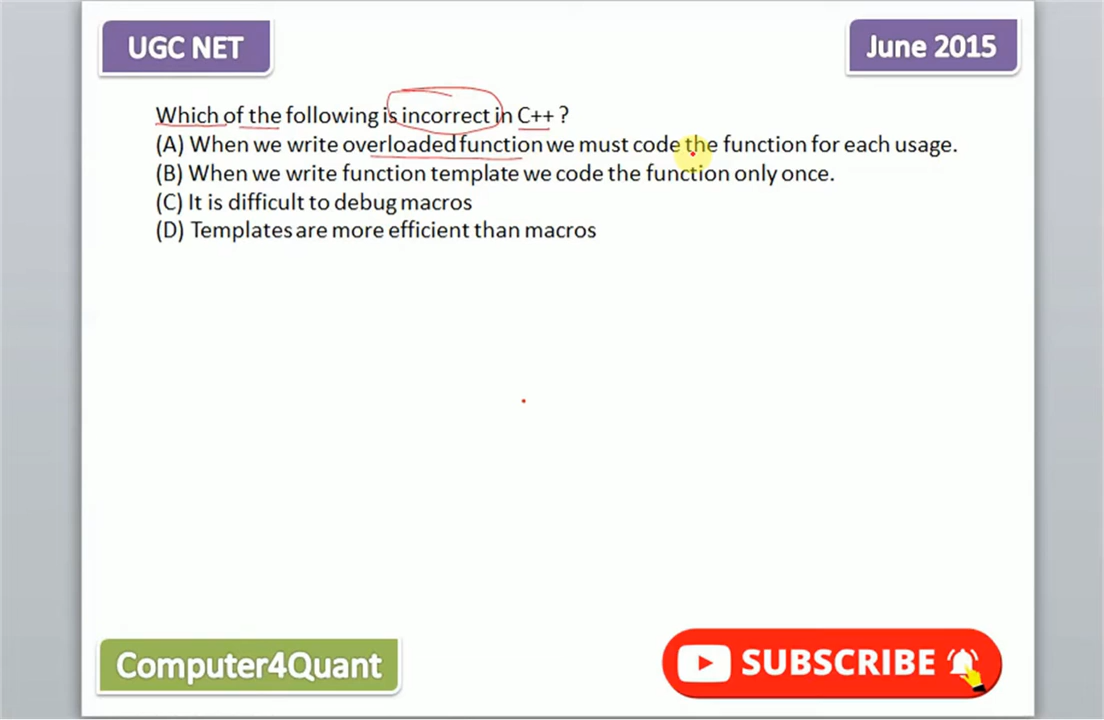 UGC NET
June 2015
Which of the following is incorrect in C++ ?
(A) When we write overloaded function we must code the function for each usage.
(B) When we write function template we code the function only once.
(C) It is difficult to debug macros
(D) Templates are more efficient than macros
Computer4Quant
SUBSCRIBE